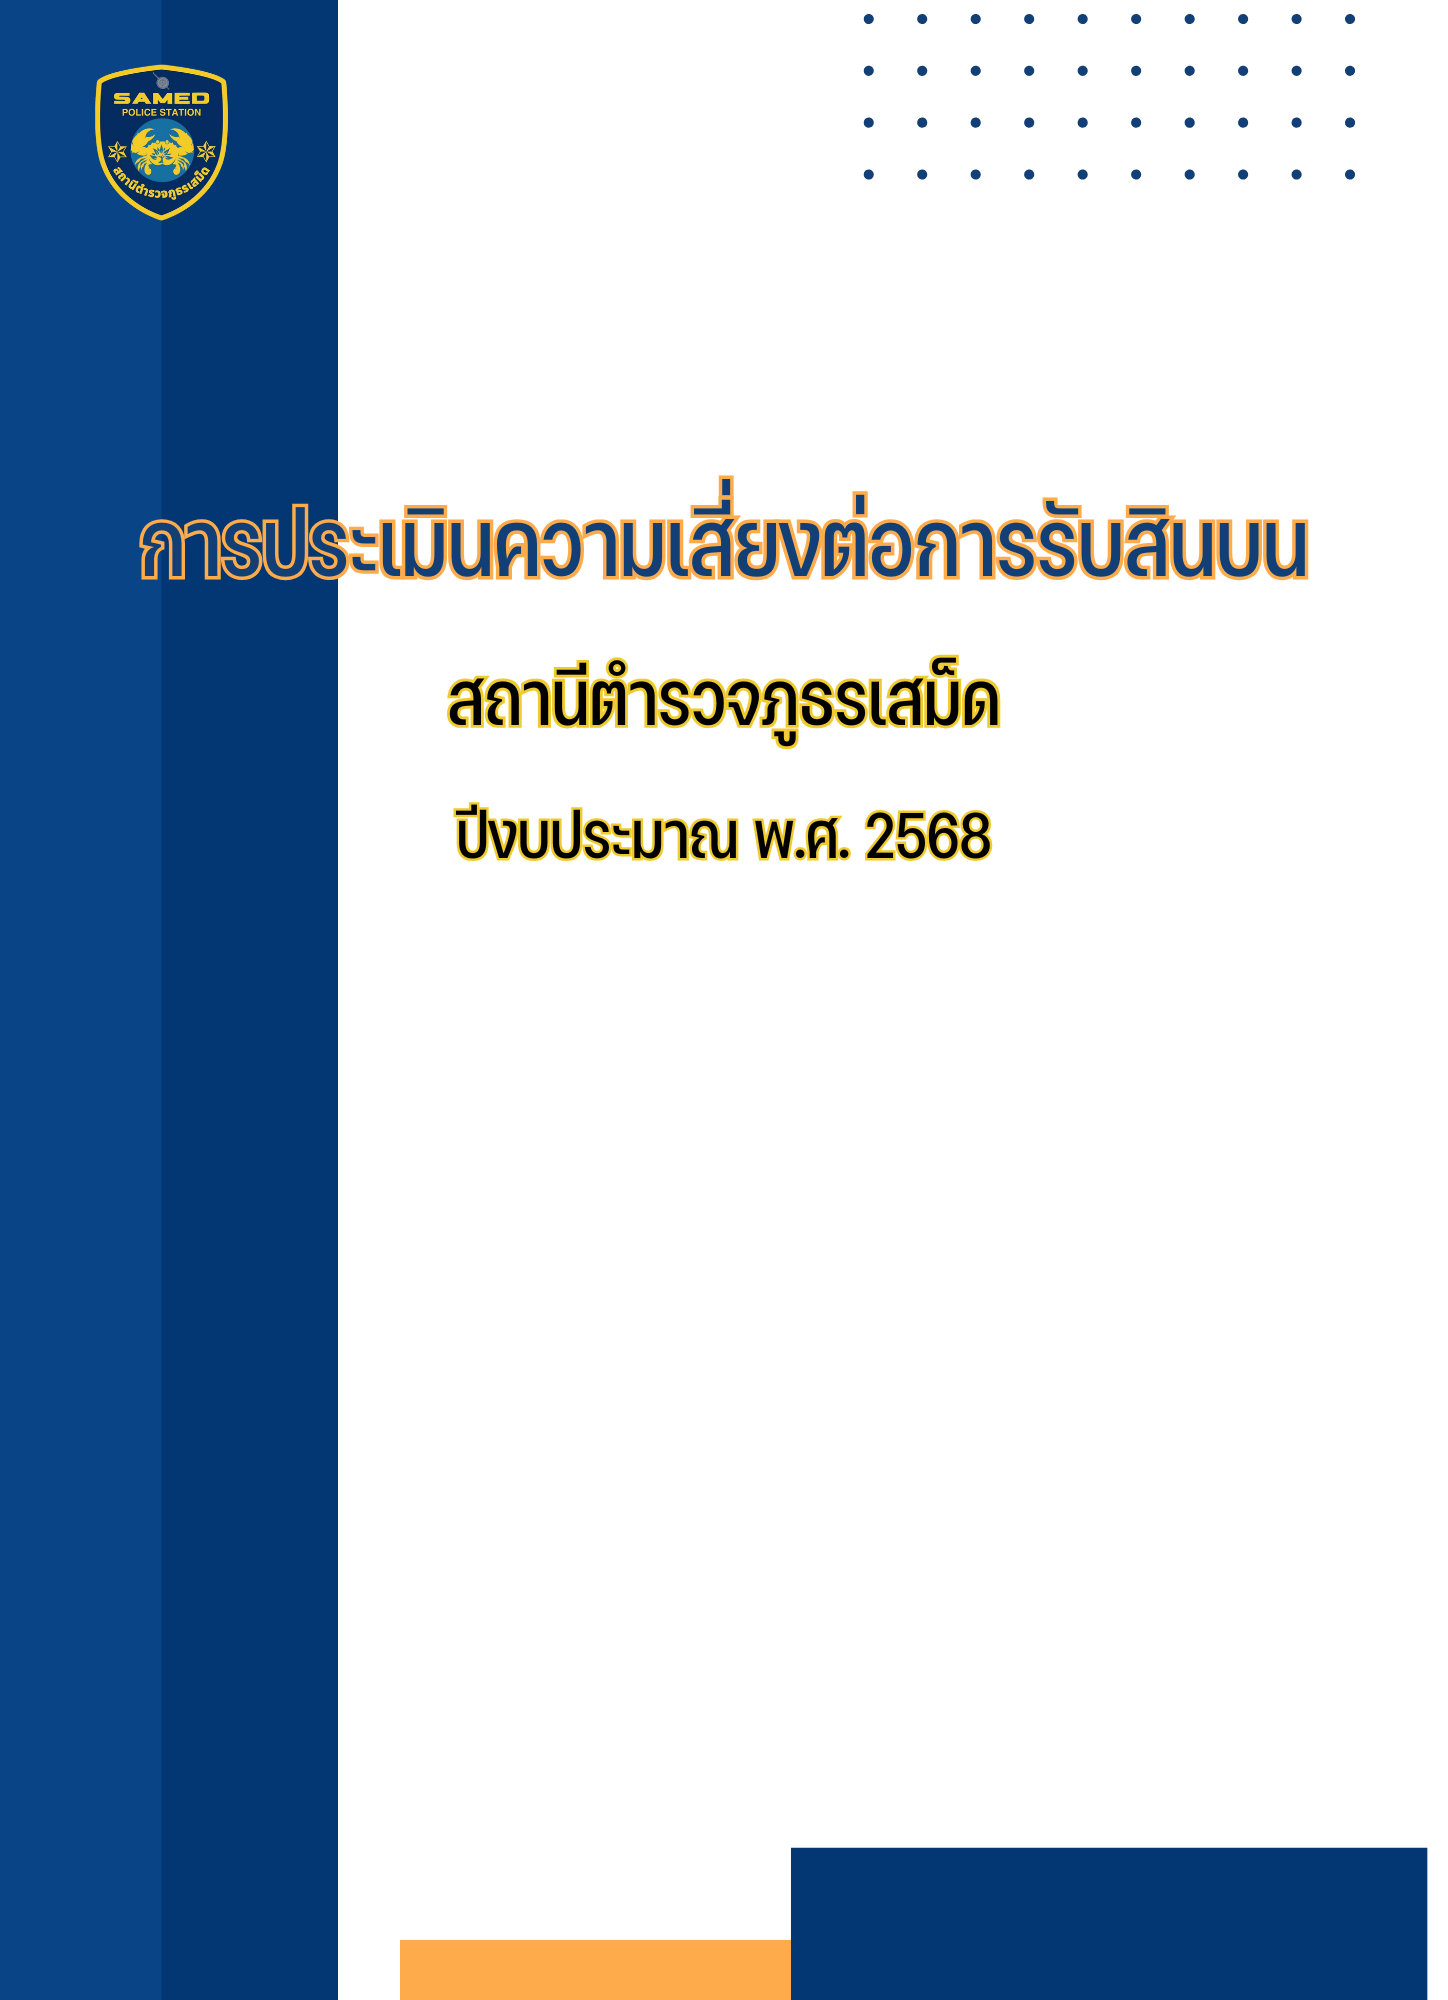 SAMED
POLICE STATION
สถานีตำรวจภูธรเสม็ด
การประเมินความเสี่ยงต่อการรับสินบน
สถานีตำรวจภูธรเสม็ด
ปีงบประมาณ พ.ศ. 2568